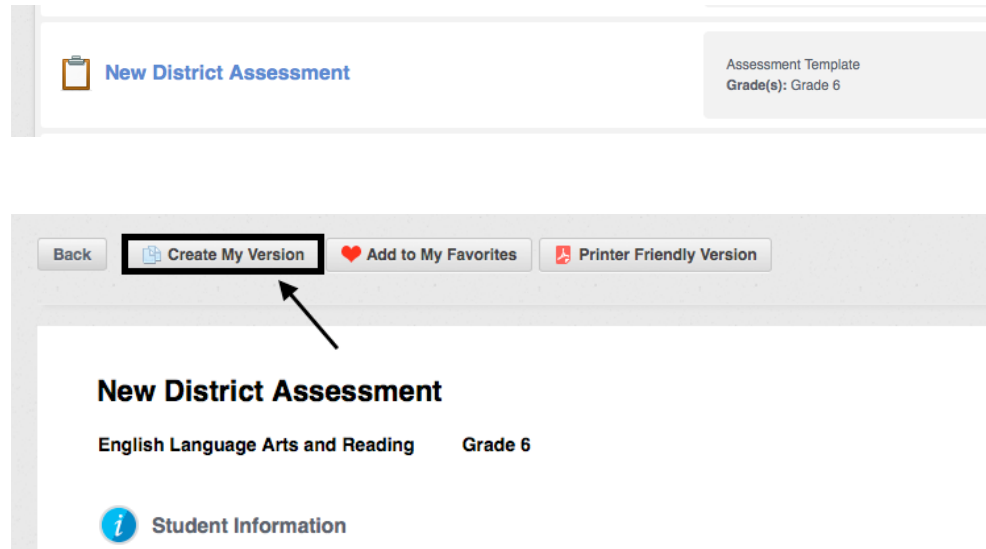 New District Assessment
Assessment Template
Grade(s): Grade 6
Back Create My Version Add to My Favorites Printer Friendly Version
New District Assessment
English Language Arts and Reading Grade 6
i Student Information